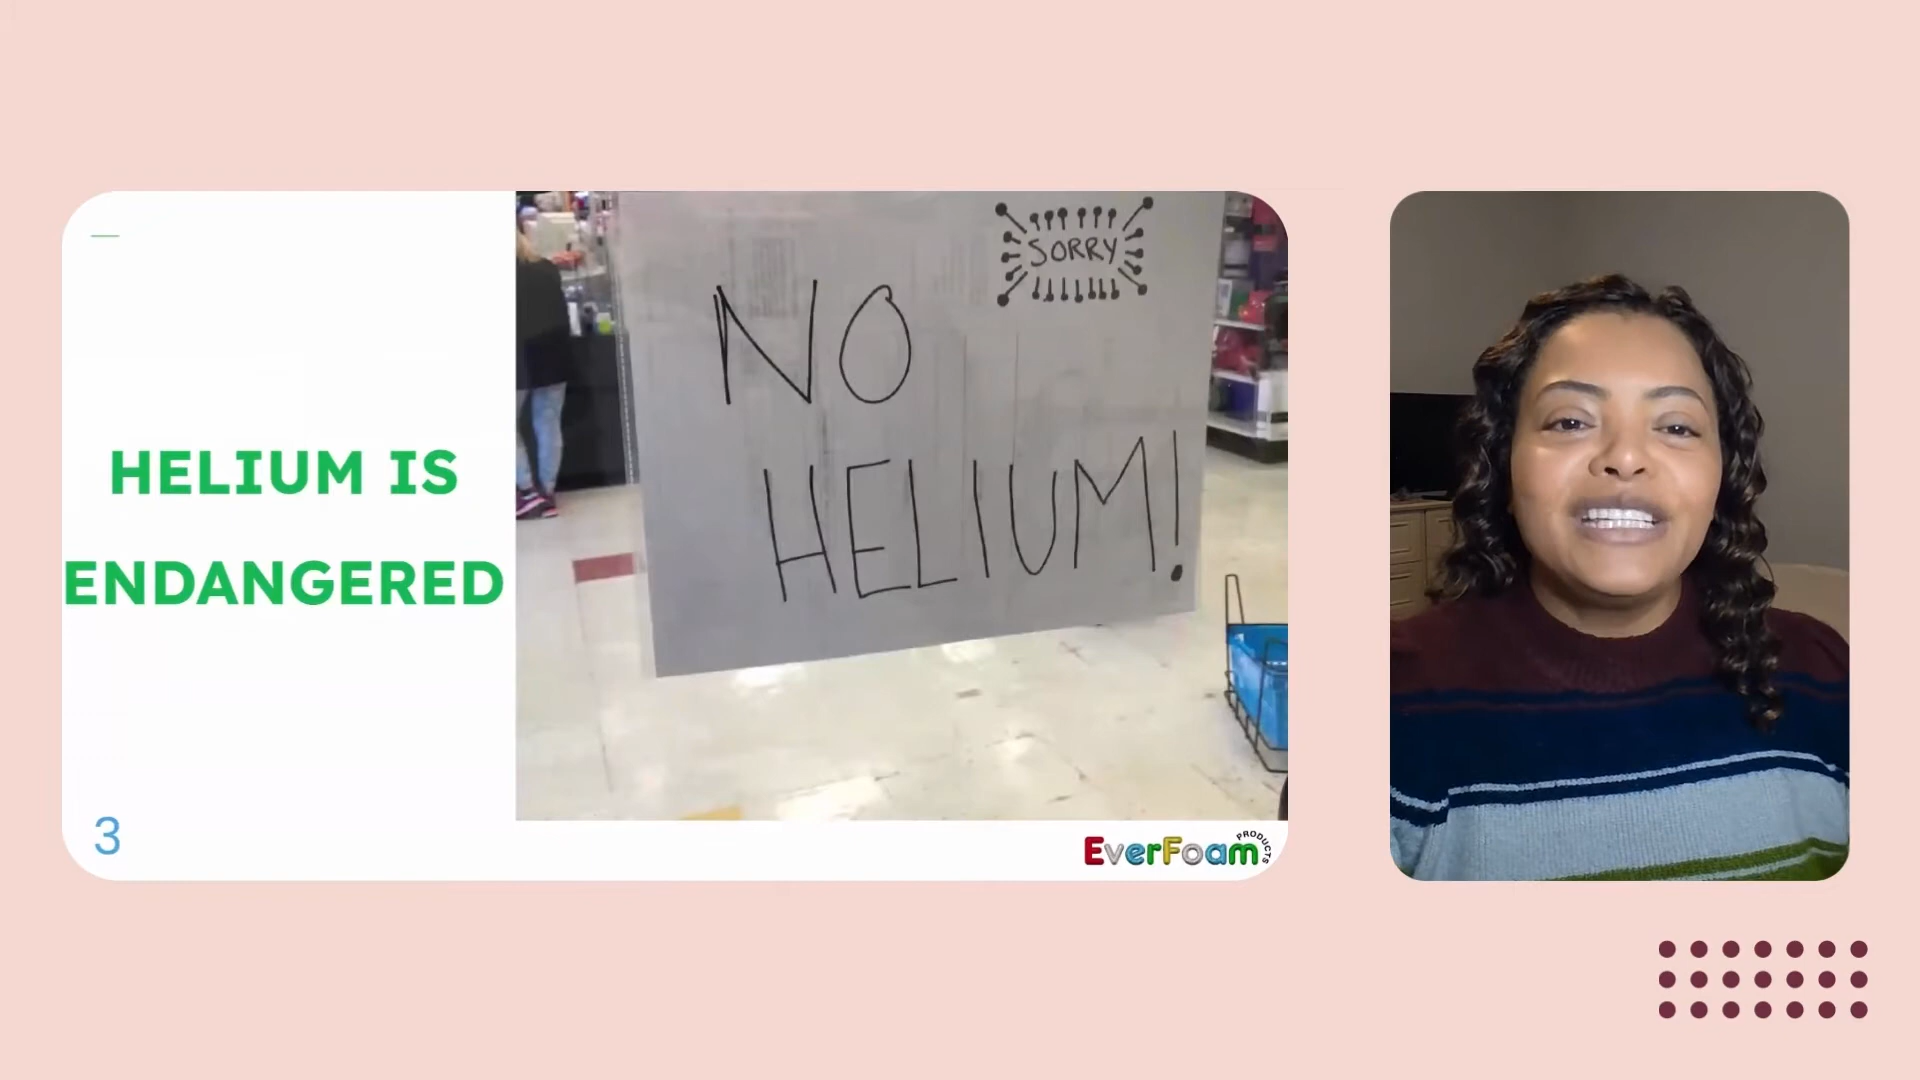 HELIUM IS
ENDANGERED
SORRY
NO
HELIUM!
3
EverFoam
PRODUCTS